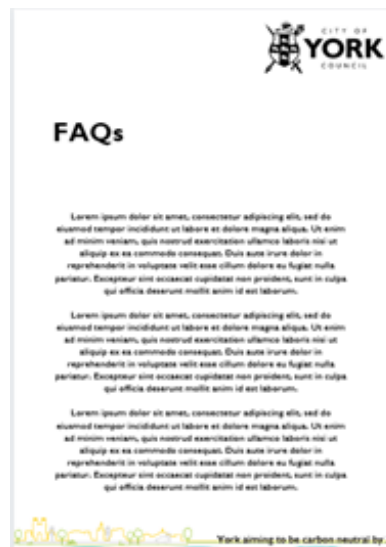 CITY OF
YORK
COUNCIL
FAQs
Lorem ipsum dolor sit amet, consectetur adipiscing elit, sed do
eiusmod tempor incididunt ut labore et dolore magna aliqua. Ut enim
ad minim veniam, quis nostrud exercitation ullamco laboris nisi ut
aliquip ex ea commodo consequat. Duis aute irure dolor in
reprehenderit in voluptate velit esse cillum dolore eu fugiat nulla
pariatur. Excepteur sint occaecat cupidatat non proident, sunt in culpa
qui officia deserunt mollit anim id est laborum.
Lorem ipsum dolor sit amet, consectetur adipiscing elit, sed do
eiusmod tempor incididunt ut labore et dolore magna aliqua. Ut enim
ad minim veniam, quis nostrud exercitation ullamco laboris nisi ut
aliquip ex ea commodo consequat. Duis aute irure dolor in
reprehenderit in voluptate velit esse cillum dolore eu fugiat nulla
pariatur. Excepteur sint occaecat cupidatat non proident, sunt in culpa
qui officia deserunt mollit anim id est laborum.
Lorem ipsum dolor sit amet, consectetur adipiscing elit, sed do
eiusmod tempor incididunt ut labore et dolore magna aliqua. Ut enim
ad minim veniam, quis nostrud exercitation ullamco laboris nisi ut
aliquip ex ea commodo consequat. Duis aute irure dolor in
reprehenderit in voluptate velit esse cillum dolore eu fugiat nulla
pariatur. Excepteur sint occaecat cupidatat non proident, sunt in culpa
qui officia deserunt mollit anim id est laborum.
York aiming to be carbon neutral by